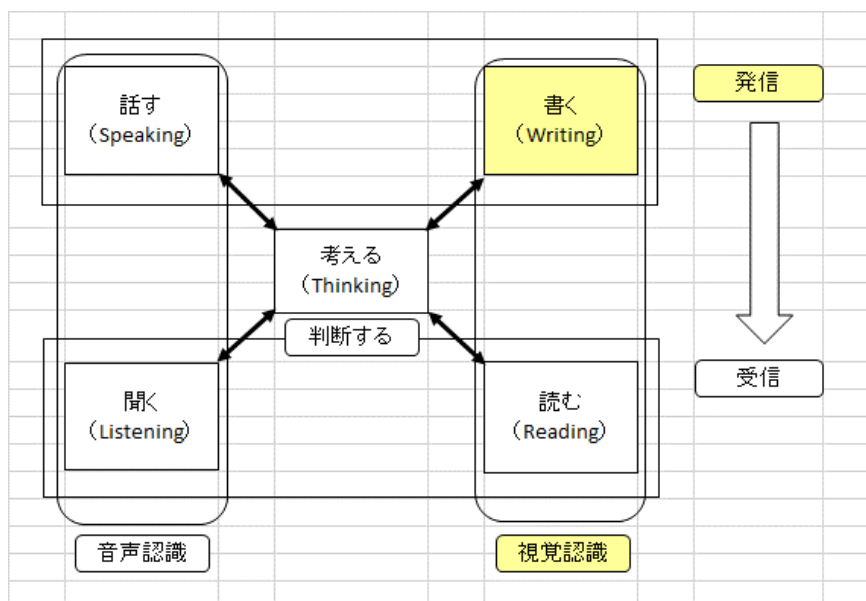 話す
（Speaking）
書く
（Writing）
発信
考える
（Thinking）
判断する
聞く
（Listening）
読む
（Reading）
受信
音声認識
視覚認識